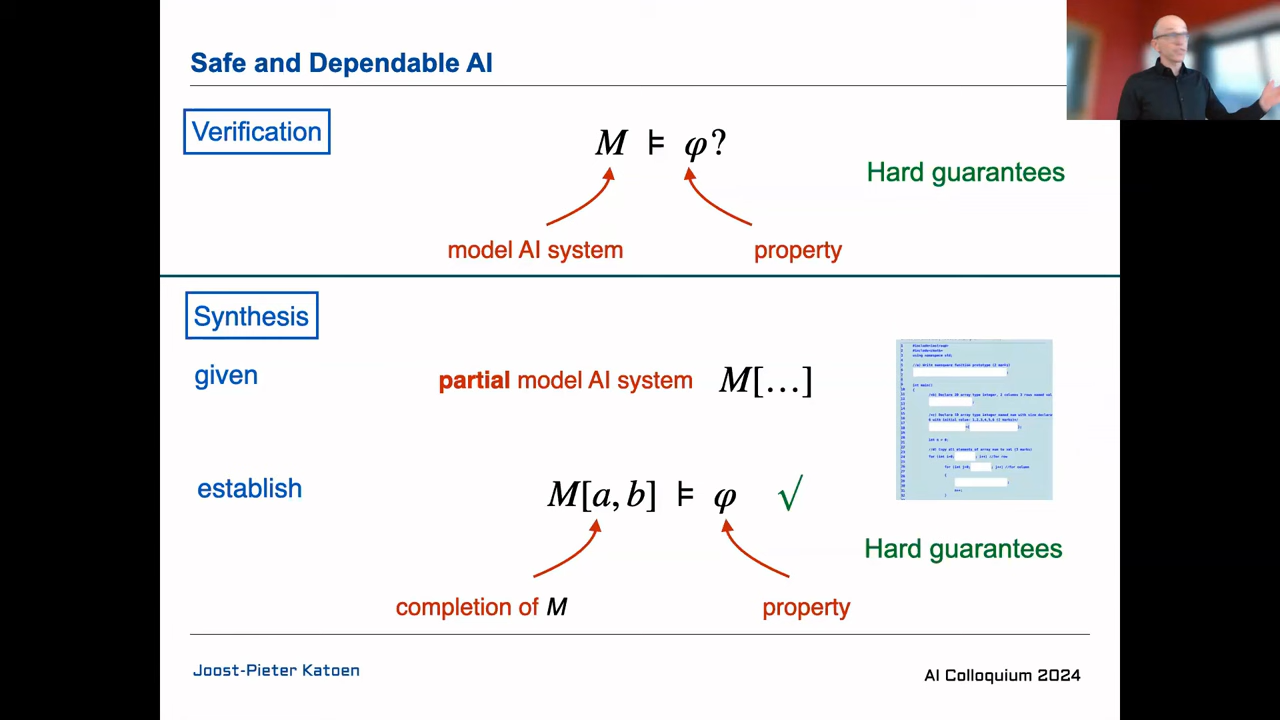 Safe and Dependable AI
Verification
M ⊨ φ?
Hard guarantees
model AI system
property
Synthesis
given
partial model AI system M[…]
establish
M[a, b] ⊨ φ √
Hard guarantees
completion of M
property
Joost-Pieter Katoen
AI Colloquium 2024